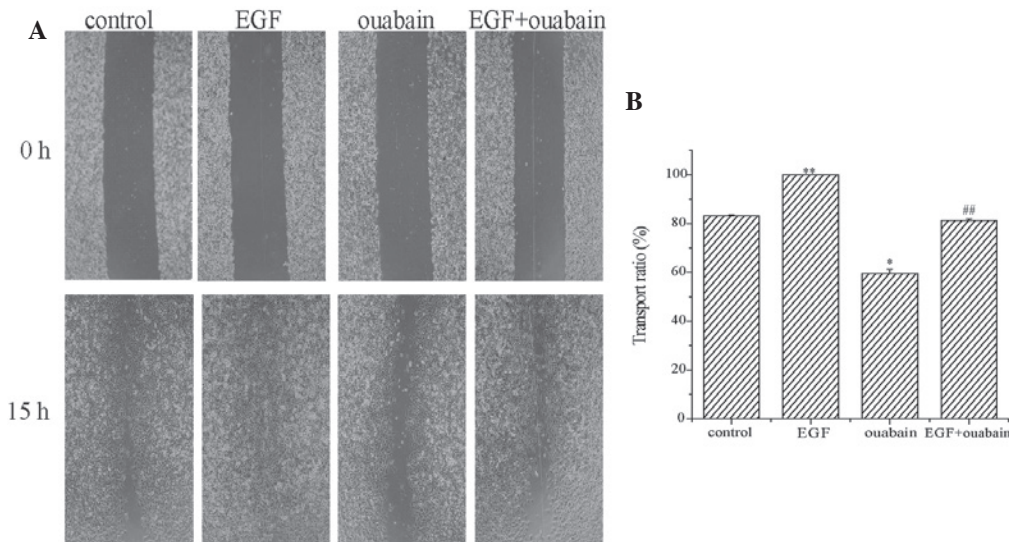 A
control EGF ouabain EGF+ouabain
0 h
15 h
B
Transport ratio (%)
100
80
60
40
20
0
**
*
##
control EGF ouabain EGF+ouabain